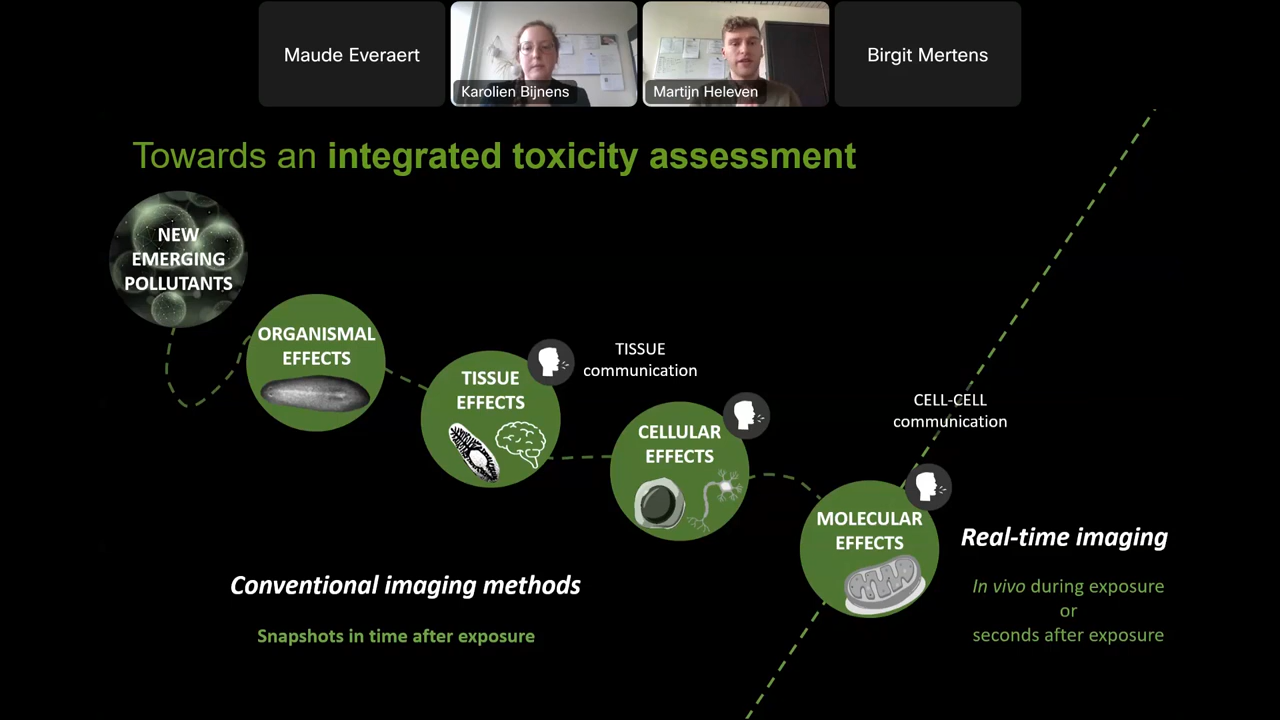 Maude Everaert
Karolien Bijnens
Martijn Heleven
Birgit Mertens
Towards an integrated toxicity assessment
NEW
EMERGING
POLLUTANTS
ORGANISMAL
EFFECTS
TISSUE
EFFECTS
TISSUE
communication
CELLULAR
EFFECTS
CELL-CELL
communication
MOLECULAR
EFFECTS
Real-time imaging
In vivo during exposure
or
seconds after exposure
Conventional imaging methods
Snapshots in time after exposure